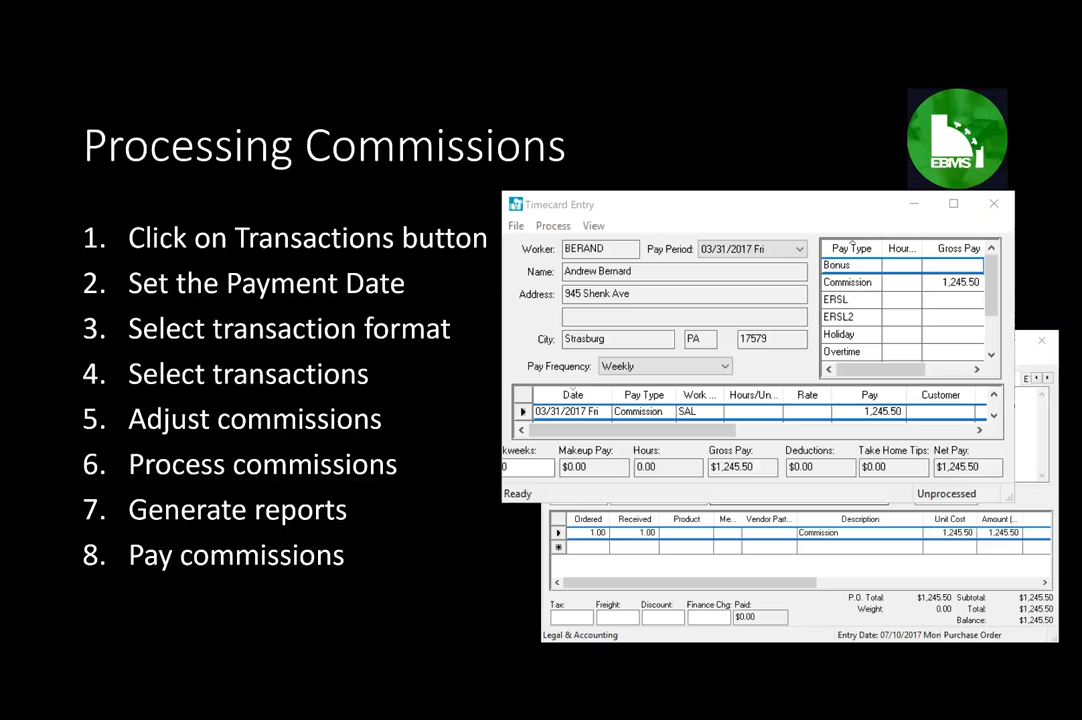 Processing Commissions
EBMS
1. Click on Transactions button
2. Set the Payment Date
3. Select transaction format
4. Select transactions
5. Adjust commissions
6. Process commissions
7. Generate reports
8. Pay commissions
Timecard Entry
File Process View
Worker: BERAND Pay Period: 03/31/2017 Fri
Name: Andrew Bernard
Address: 945 Shenk Ave
City: Strasburg PA 17579
Pay Frequency: Weekly
Pay Type Hour... Gross Pay
Bonus
Commission 1,245.50
ERSL
ERSL2
Holiday
Overtime
Date Pay Type Work ... Hours/Un... Rate Pay Customer
03/31/2017 Fri Commission SAL 1,245.50
kweeks: Makeup Pay: Hours: Gross Pay: Deductions: Take Home Tips: Net Pay:
0 $0.00 0.00 $1,245.50 $0.00 $0.00 $1,245.50
Ready Unprocessed
E
Ordered Received Product Me... Vendor Part... Description Unit Cost Amount (...
1.00 1.00 Commission 1,245.50 1,245.50
P.O. Total: $1,245.50 Subtotal: $1,245.50
Weight: 0.00 Total: $1,245.50
Balance: $1,245.50
Tax: Freight: Discount: Finance Chg: Paid:
$0.00
Legal & Accounting Entry Date: 07/10/2017 Mon Purchase Order